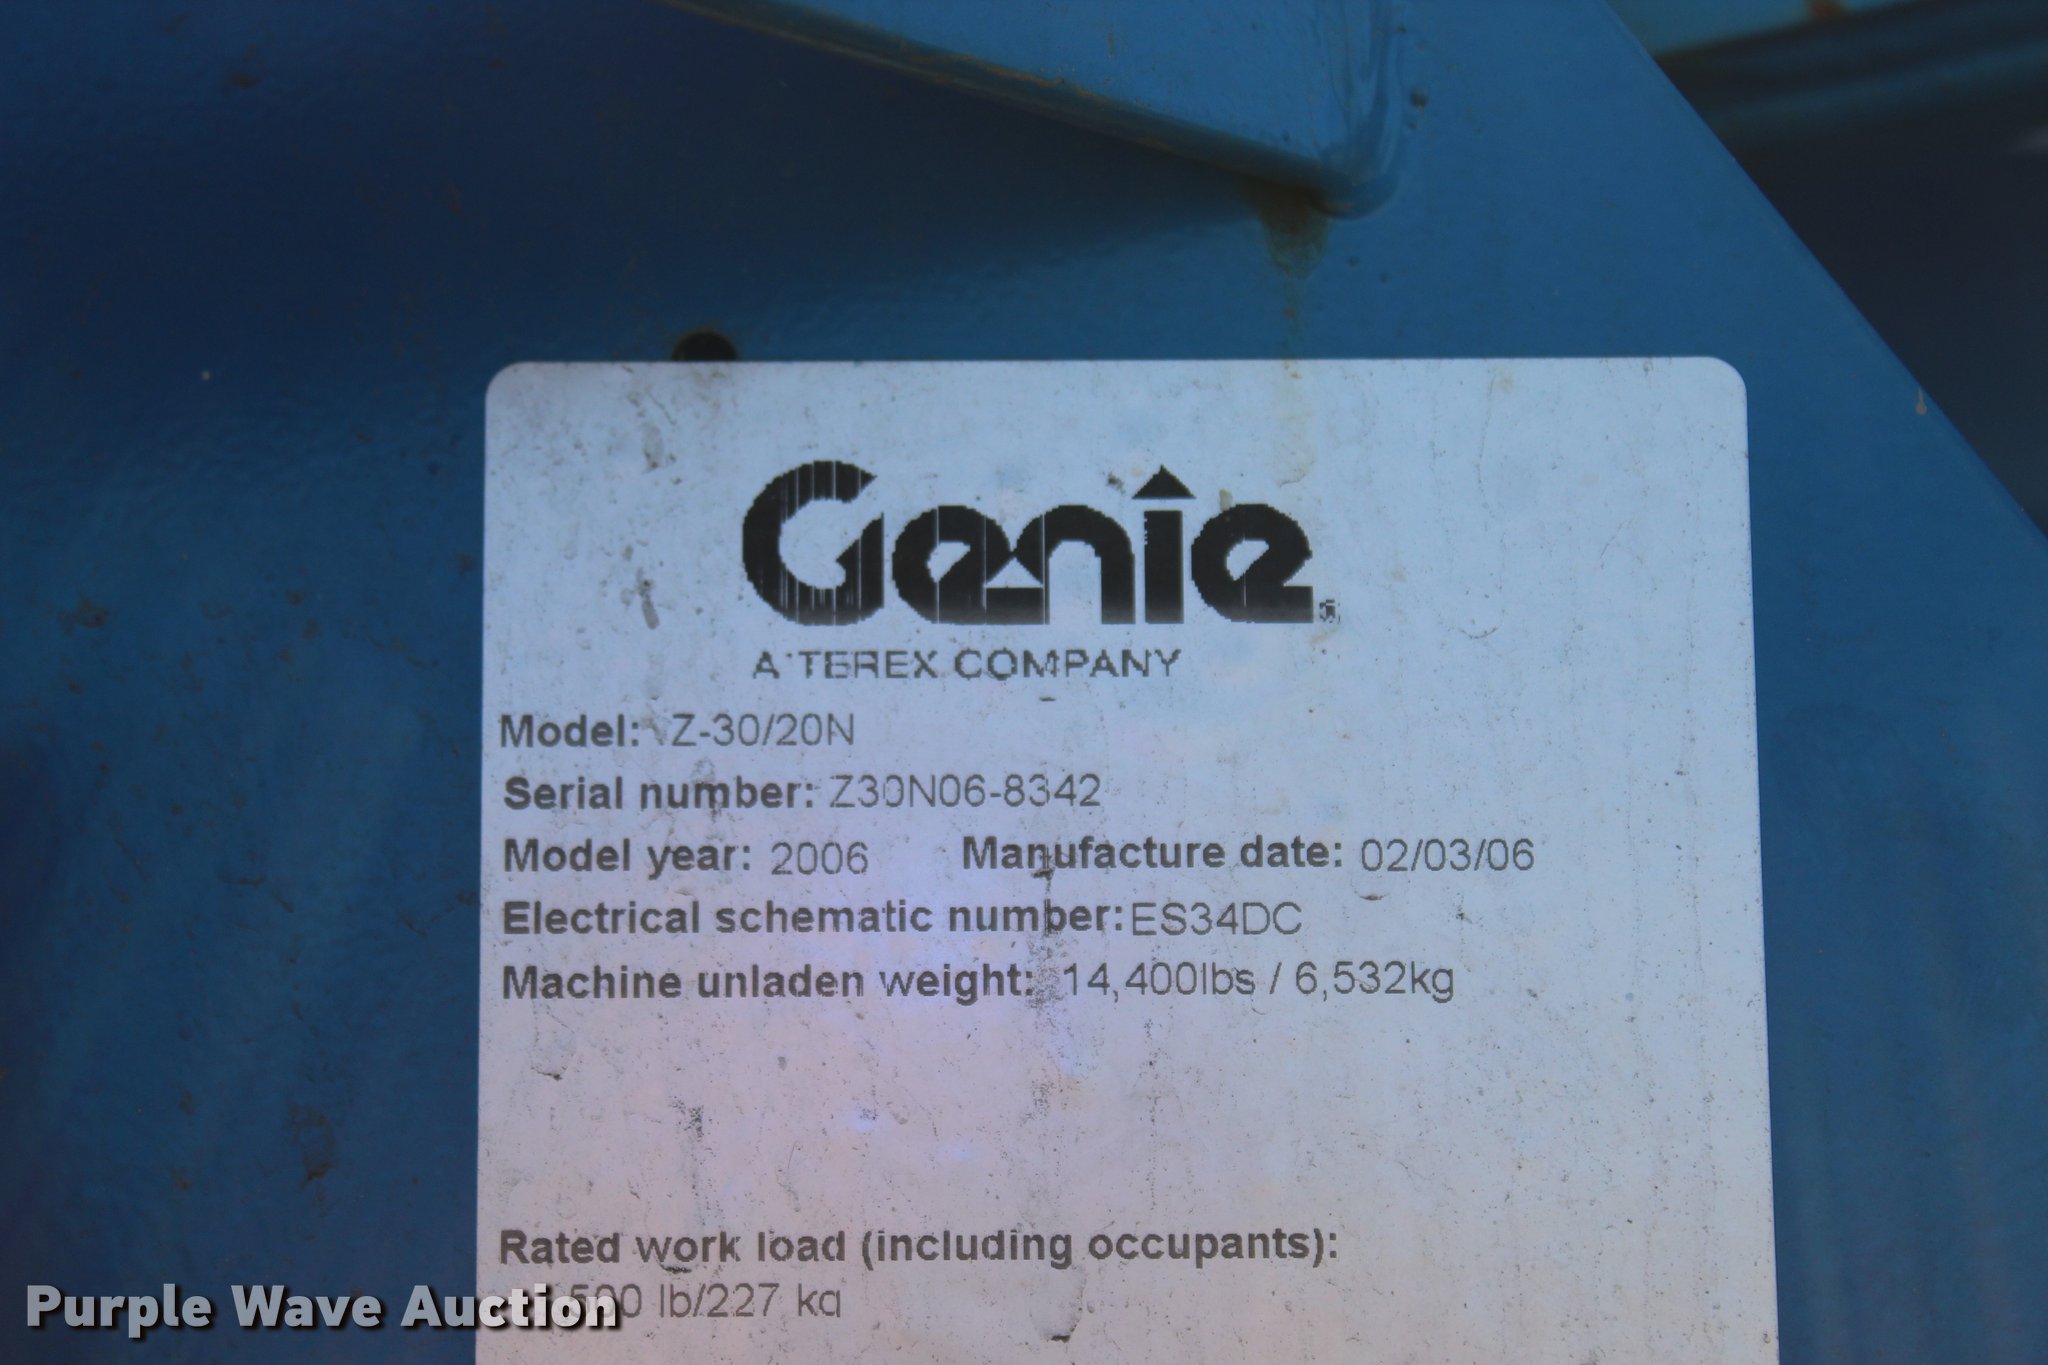 Genie
A TEREX COMPANY
Model: Z-30/20N
Serial number: Z30N06-8342
Model year: 2006 Manufacture date: 02/03/06
Electrical schematic number: ES34DC
Machine unladen weight: 14,400lbs / 6,532kg
Rated work load (including occupants):
500 lb/227 kg
Purple Wave Auction